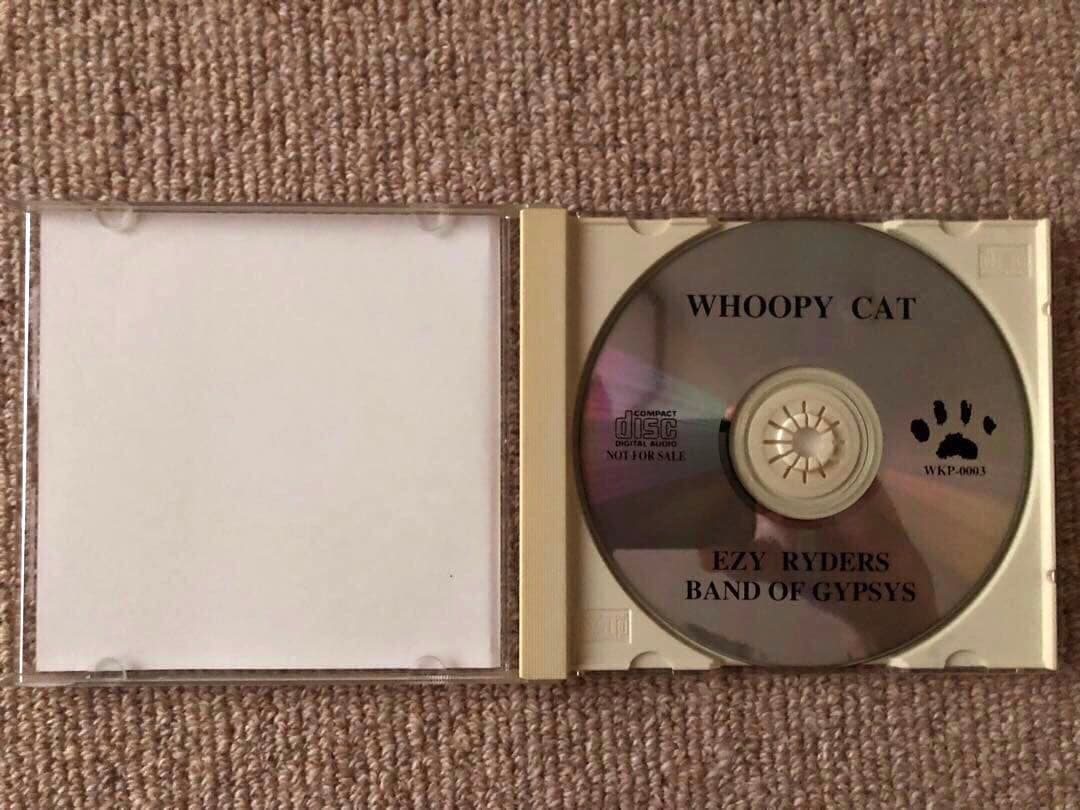 WHOOPY CAT
COMPACT
disc
DIGITAL AUDIO
NOT FOR SALE
WKP-0003
EZY RYDERS
BAND OF GYPSYS